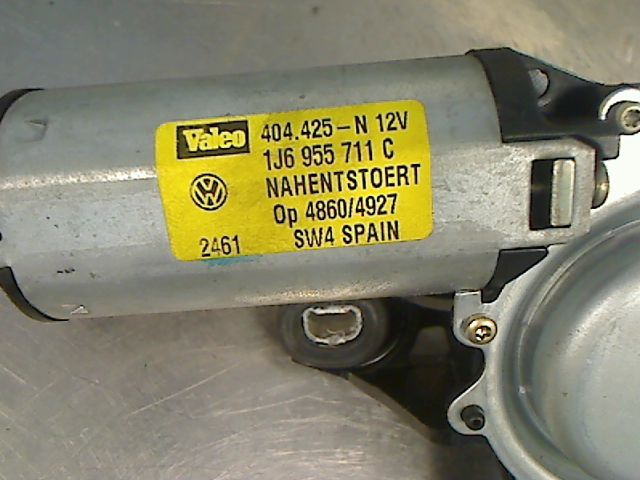 Valeo 404.425-N 12V
1J6 955 711 C
NAHENTSTOERT
Op 4860/4927
2461 SW4 SPAIN